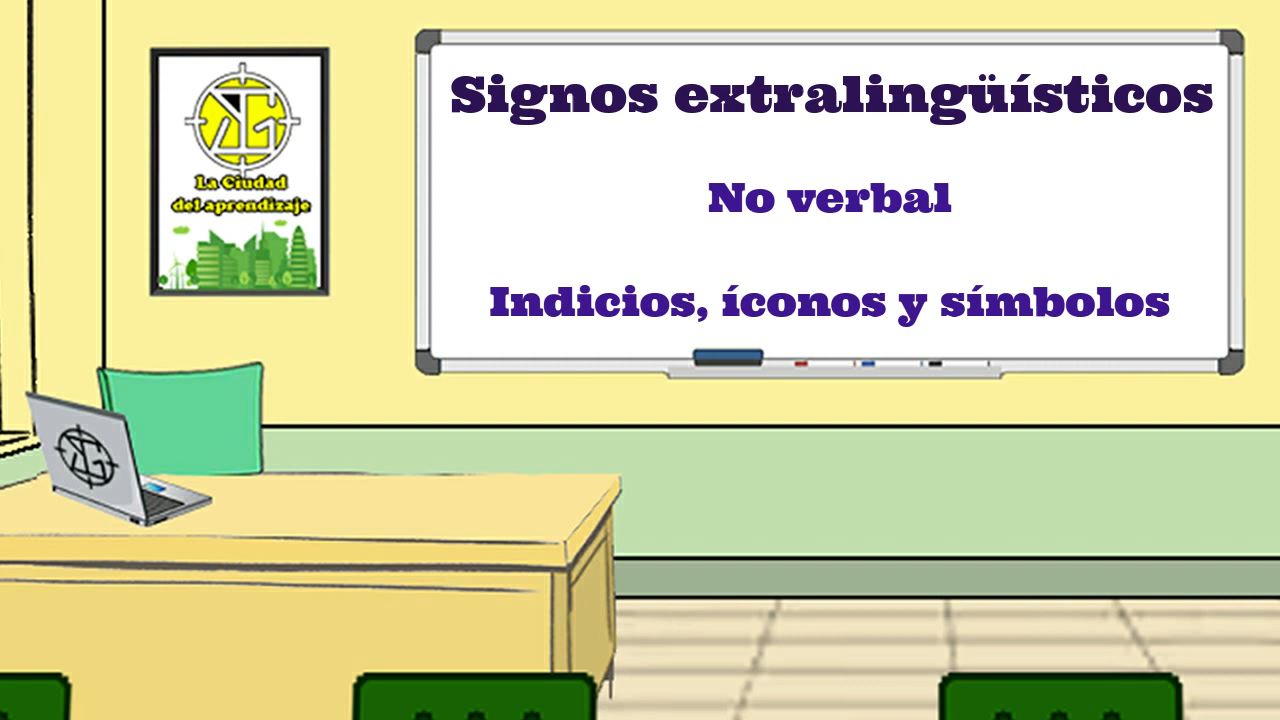 Signos extralingüísticos
No verbal
Indicios, íconos y símbolos
La Ciudad
del aprendizaje